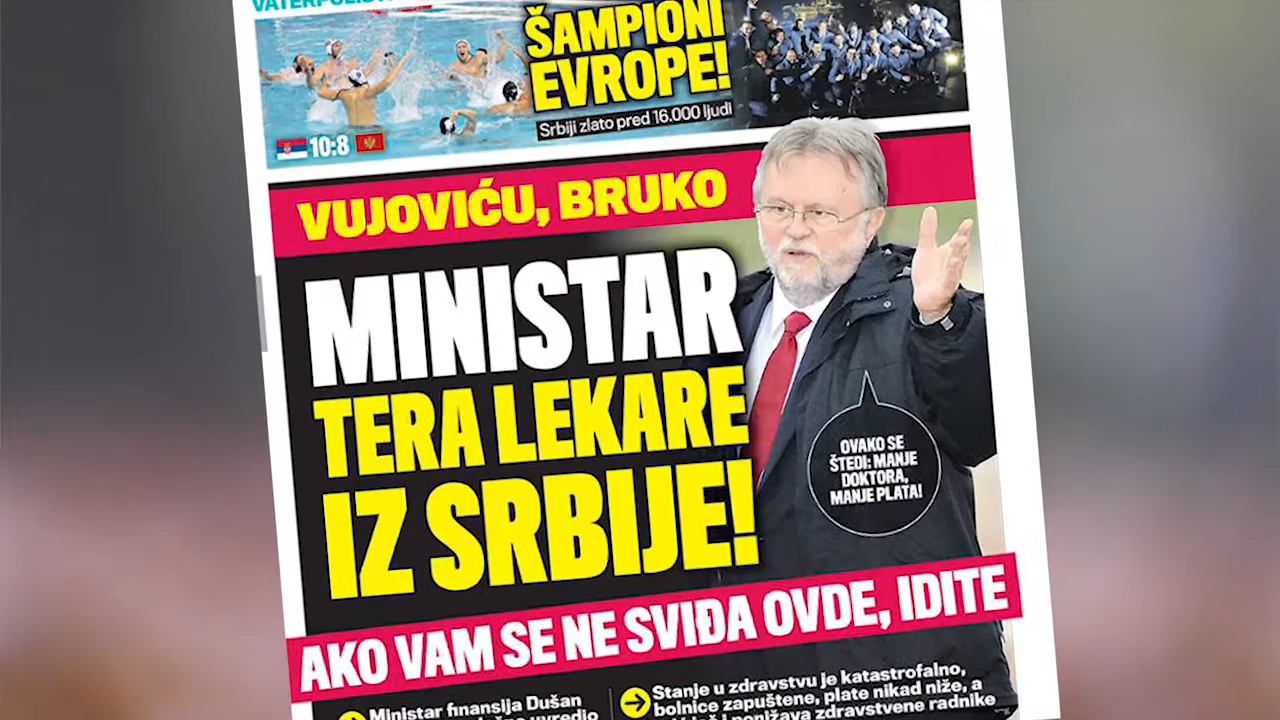 ŠAMPIONI
EVROPE!
Srbiji zlato pred 16.000 ljudi
10:8
VUJOVIĆU, BRUKO
MINISTAR
TERA LEKARE
IZ SRBIJE!
OVAKO SE
ŠTEDI: MANJE
DOKTORA,
MANJE PLATA!
AKO VAM SE NE SVIĐA OVDE, IDITE
Ministar finansija Dušan
uvredio
Stanje u zdravstvu je katastrofalno,
bolnice zapuštene, plate nikad niže, a
i ponižava zdravstvene radnike